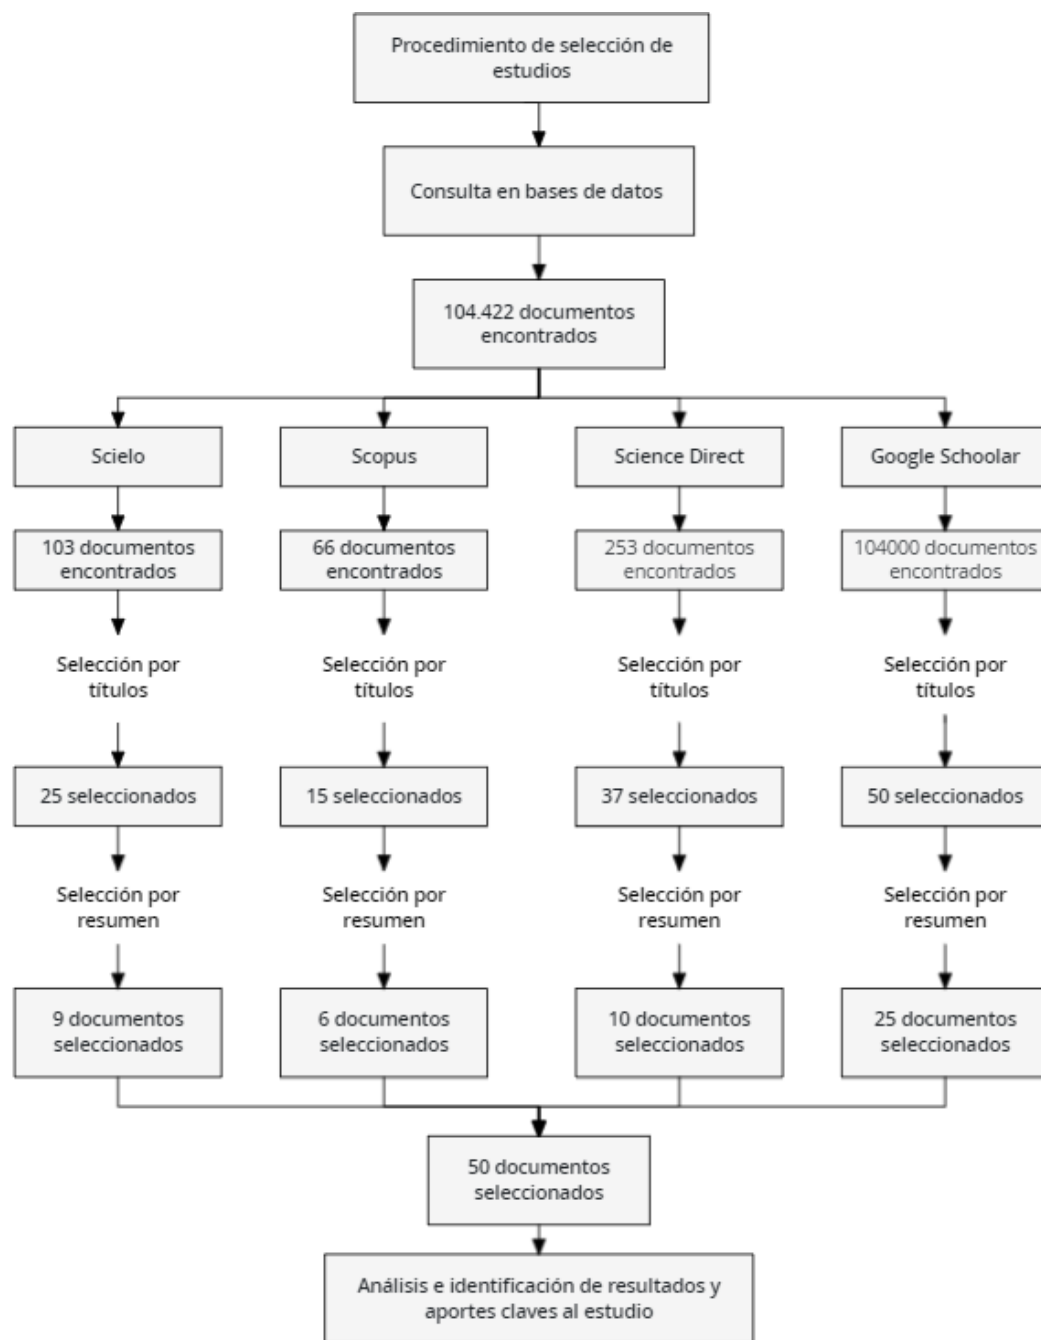 Procedimiento de selección de
estudios
Consulta en bases de datos
104.422 documentos
encontrados
Scielo
Scopus
Science Direct
Google Schoolar
103 documentos
encontrados
66 documentos
encontrados
253 documentos
encontrados
104000 documentos
encontrados
Selección por
títulos
Selección por
títulos
Selección por
títulos
Selección por
títulos
25 seleccionados
15 seleccionados
37 seleccionados
50 seleccionados
Selección por
resumen
Selección por
resumen
Selección por
resumen
Selección por
resumen
9 documentos
seleccionados
6 documentos
seleccionados
10 documentos
seleccionados
25 documentos
seleccionados
50 documentos
seleccionados
Análisis e identificación de resultados y
aportes claves al estudio